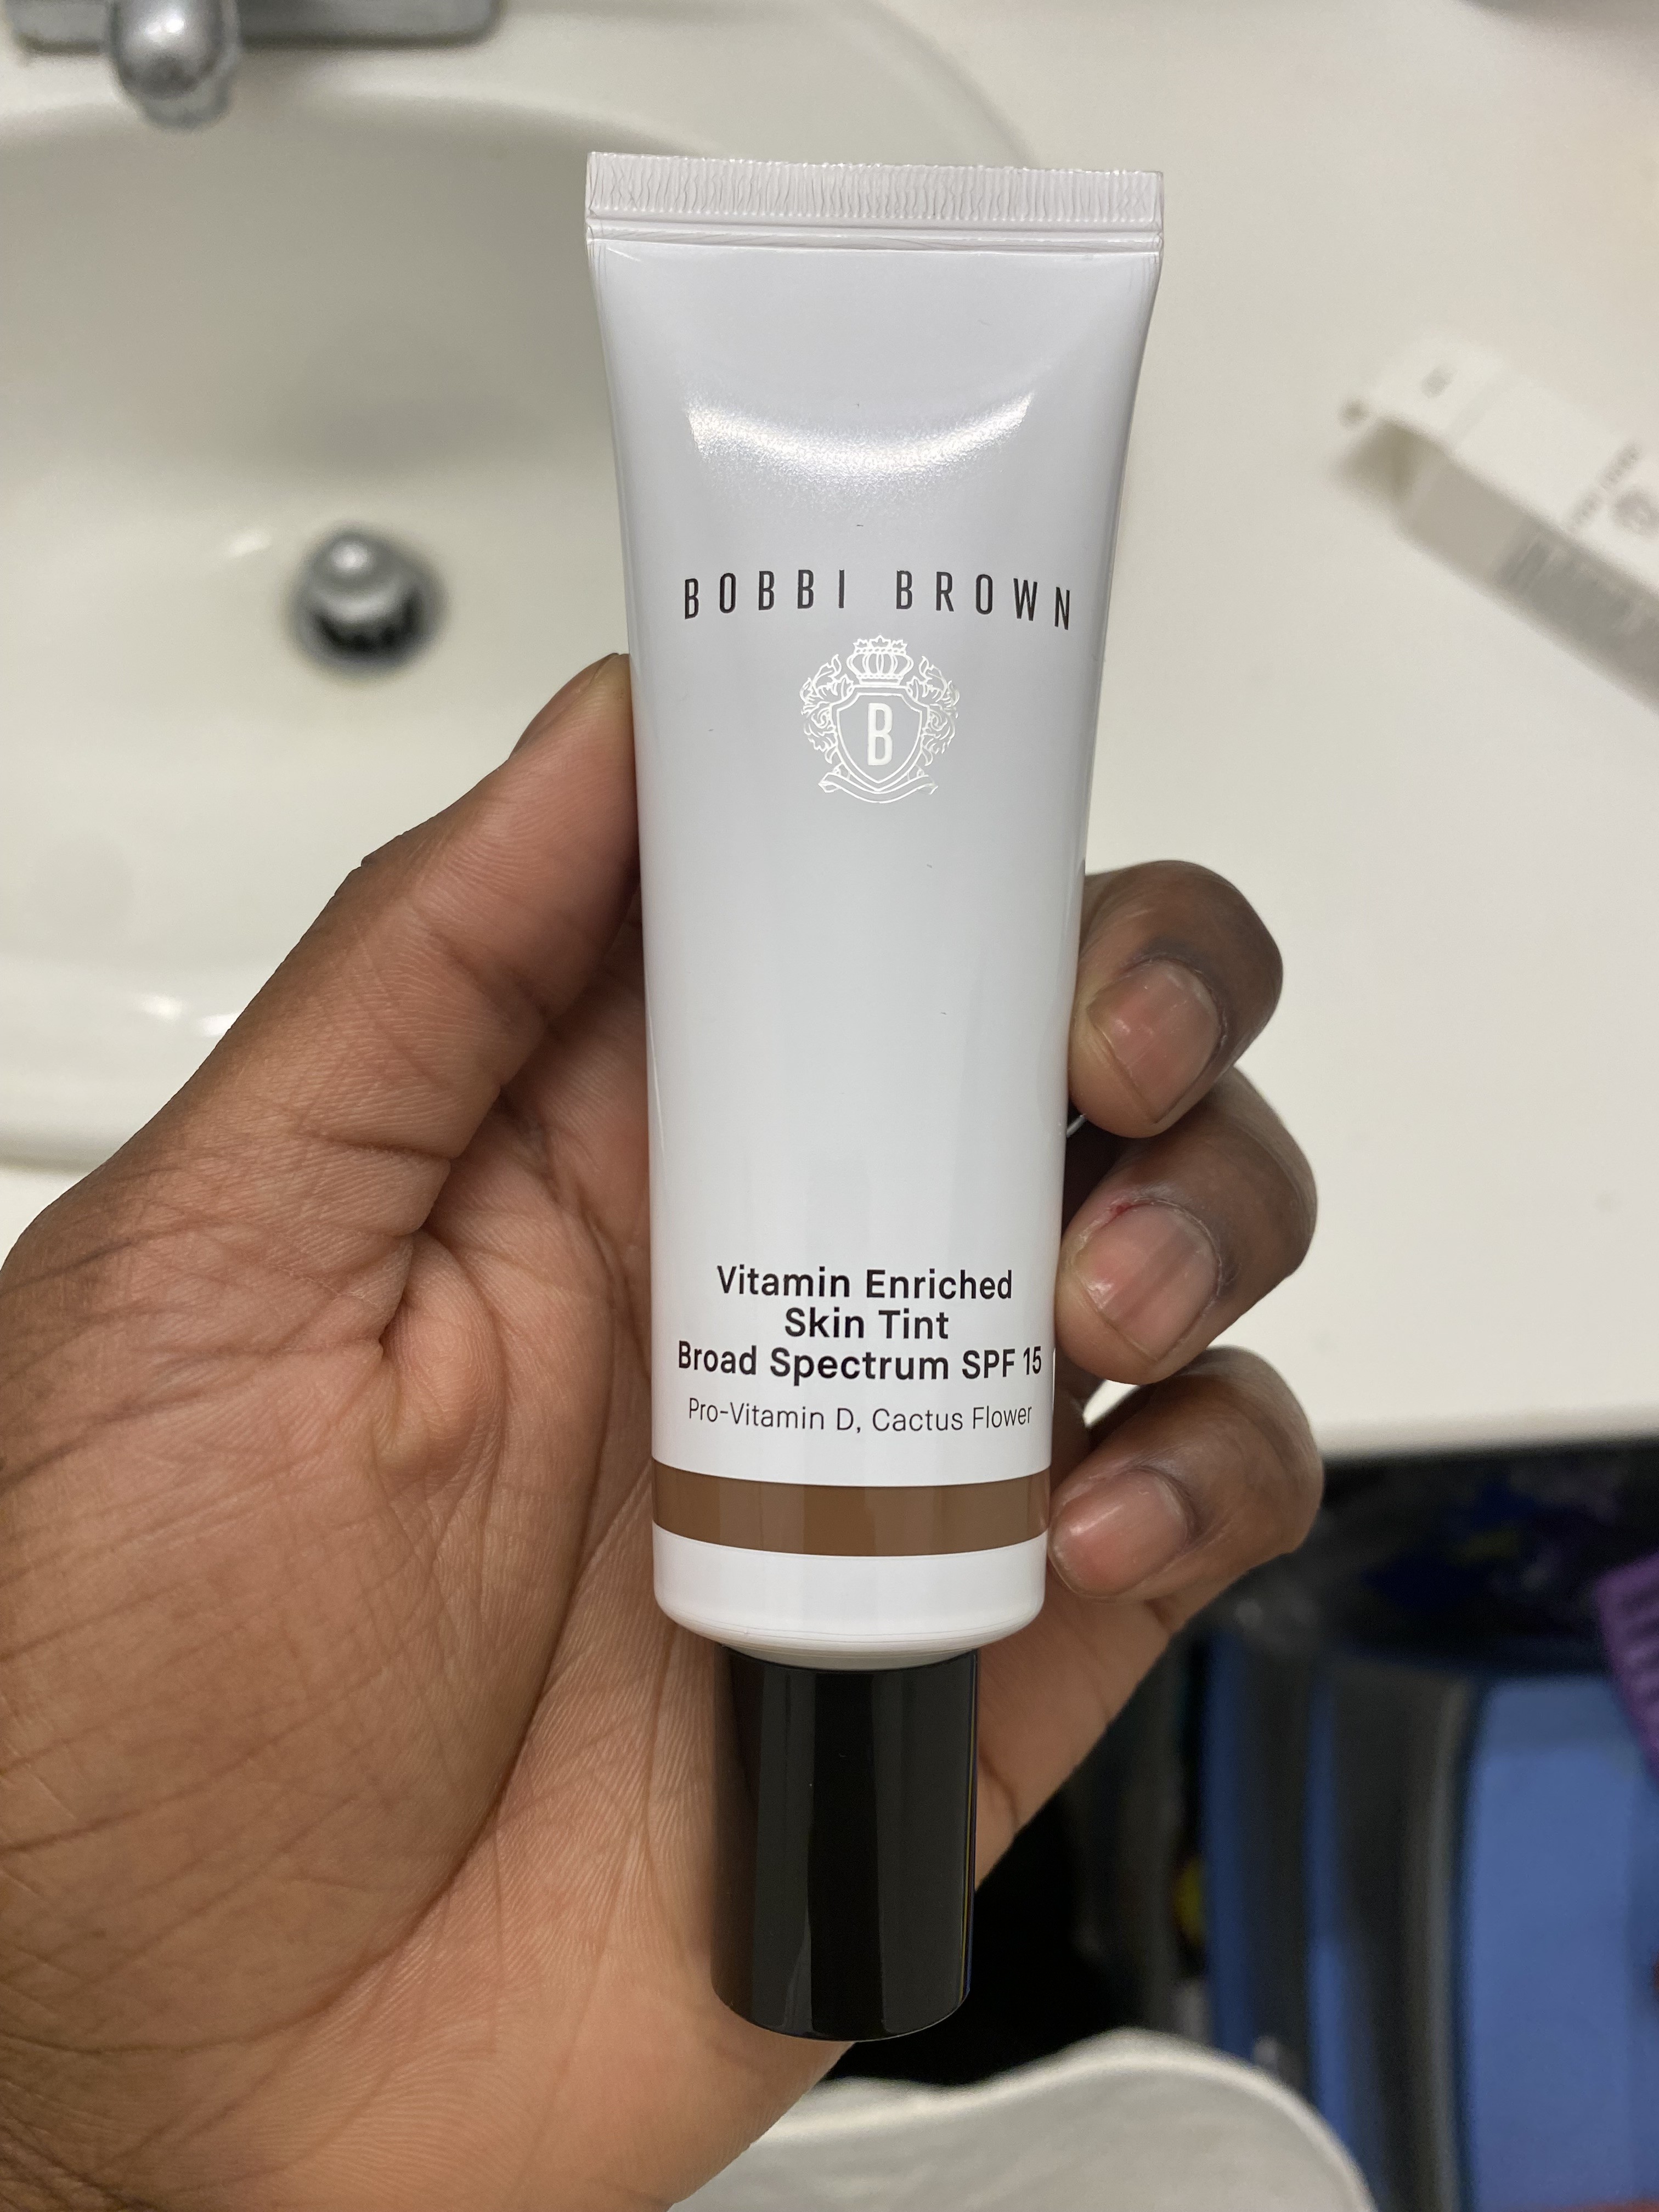 BOBBI BROWN
B
Vitamin Enriched
Skin Tint
Broad Spectrum SPF 15
Pro-Vitamin D, Cactus Flower